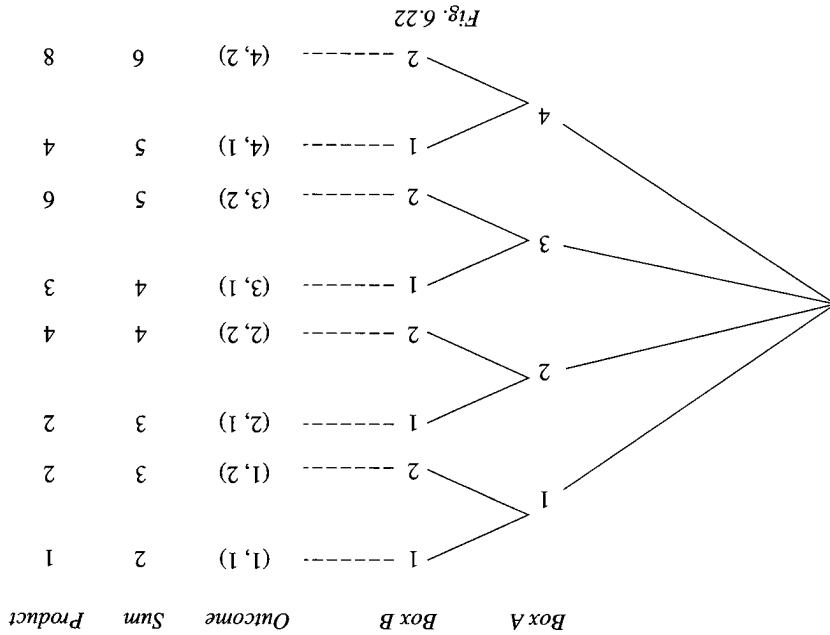 Box A Box B Outcome Sum Product
1 (1, 1) 2 1
1
2 (1, 2) 3 2
1 (2, 1) 3 2
2
2 (2, 2) 4 4
1 (3, 1) 4 3
3
2 (3, 2) 5 6
1 (4, 1) 5 4
4
2 (4, 2) 6 8
Fig. 6.22